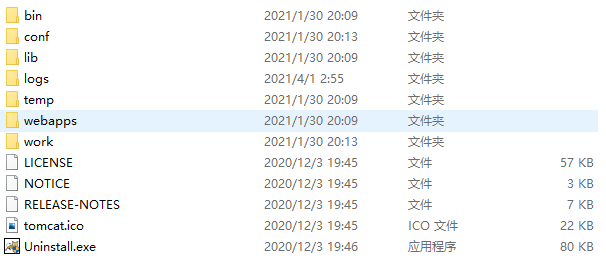 bin 2021/1/30 20:09 文件夹
conf 2021/1/30 20:13 文件夹
lib 2021/1/30 20:09 文件夹
logs 2021/4/1 2:55 文件夹
temp 2021/1/30 20:09 文件夹
webapps 2021/1/30 20:09 文件夹
work 2021/1/30 20:13 文件夹
LICENSE 2020/12/3 19:45 文件 57 KB
NOTICE 2020/12/3 19:45 文件 3 KB
RELEASE-NOTES 2020/12/3 19:45 文件 7 KB
tomcat.ico 2020/12/3 19:45 ICO 文件 22 KB
Uninstall.exe 2020/12/3 19:46 应用程序 80 KB